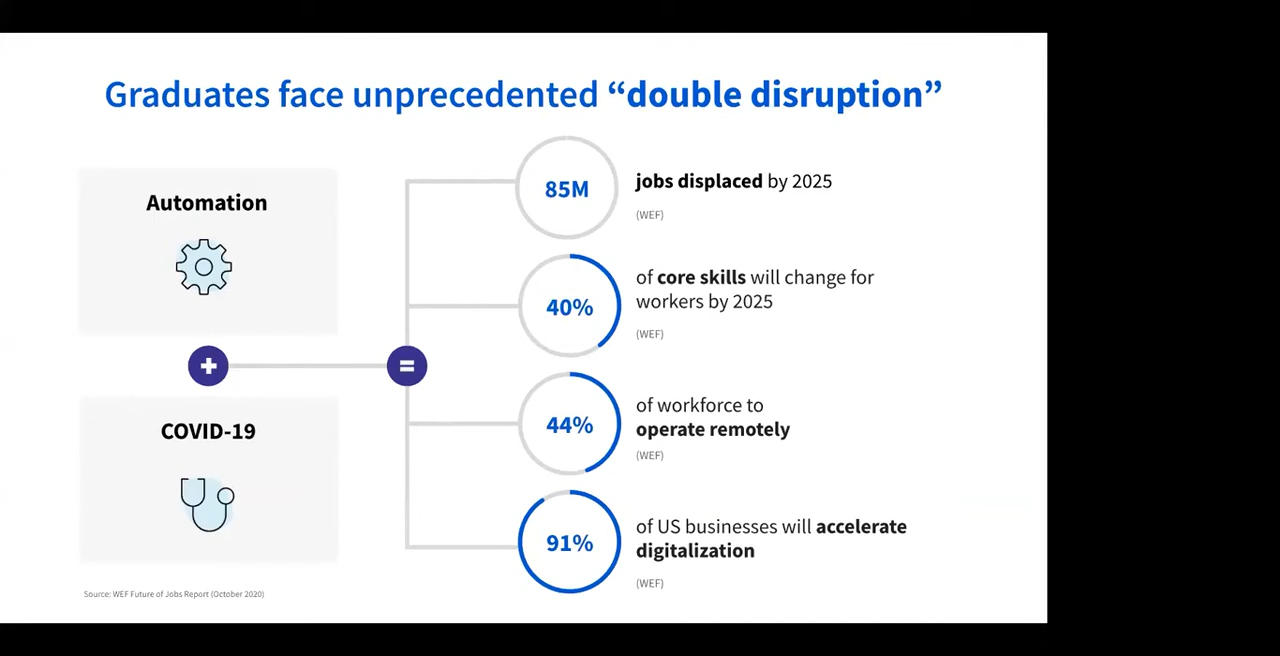 Graduates face unprecedented “double disruption”
Automation
+
COVID-19
=
85M
jobs displaced by 2025
(WEF)
40%
of core skills will change for
workers by 2025
(WEF)
44%
of workforce to
operate remotely
(WEF)
91%
of US businesses will accelerate
digitalization
(WEF)
Source: WEF Future of Jobs Report (October 2020)